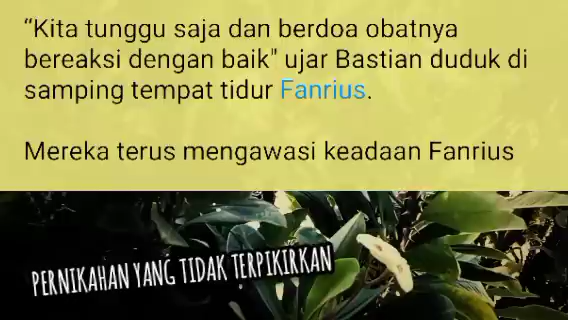 “Kita tunggu saja dan berdoa obatnya
bereaksi dengan baik" ujar Bastian duduk di
samping tempat tidur Fanrius.
Mereka terus mengawasi keadaan Fanrius
PERNIKAHAN YANG TIDAK TERPIKIRKAN